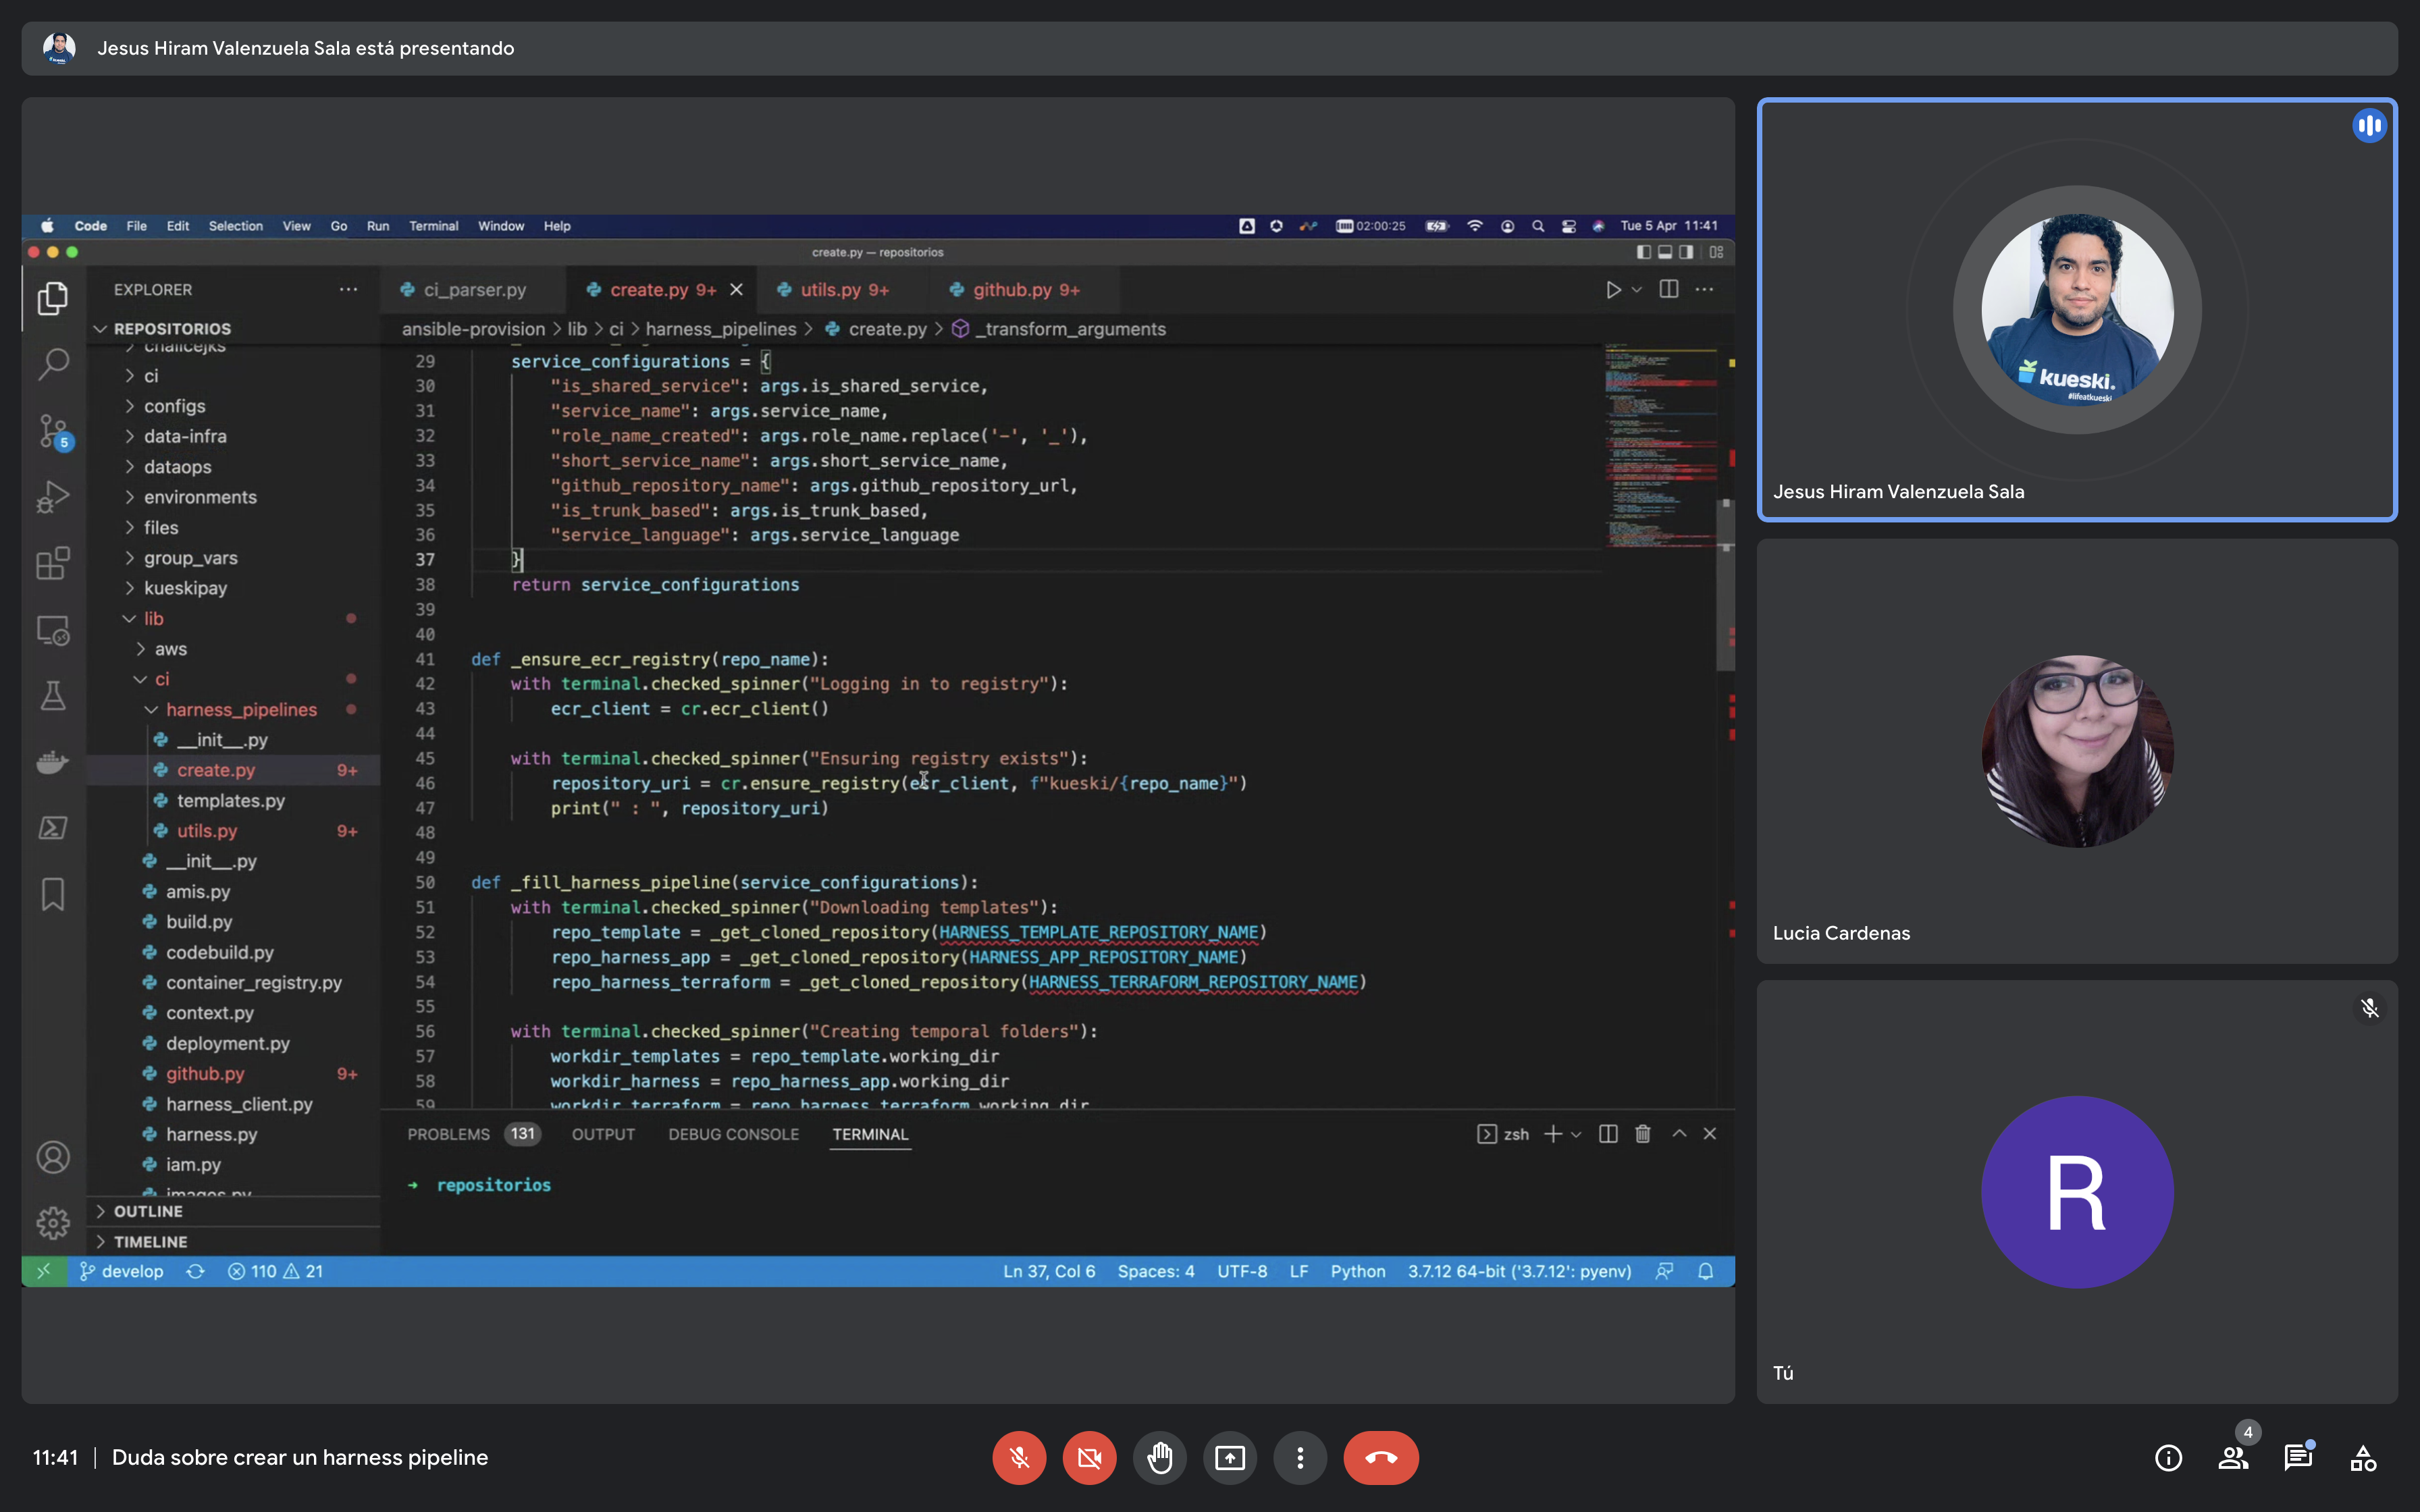 Jesus Hiram Valenzuela Sala está presentando
Code File Edit Selection View Go Run Terminal Window Help
02:00:25
Tue 5 Apr 11:41
create.py — repositorios
EXPLORER
REPOSITORIOS
chalicejks
ci
configs
data-infra
dataops
environments
files
group_vars
kueskipay
lib
aws
ci
harness_pipelines
__init__.py
create.py 9+
templates.py
utils.py 9+
__init__.py
amis.py
build.py
codebuild.py
container_registry.py
context.py
deployment.py
github.py 9+
harness_client.py
harness.py
iam.py
images.py
OUTLINE
TIMELINE
5
ci_parser.py
create.py 9+
utils.py 9+
github.py 9+
ansible-provision > lib > ci > harness_pipelines > create.py > _transform_arguments
29 service_configurations = {
30 "is_shared_service": args.is_shared_service,
31 "service_name": args.service_name,
32 "role_name_created": args.role_name.replace('-', '_'),
33 "short_service_name": args.short_service_name,
34 "github_repository_name": args.github_repository_url,
35 "is_trunk_based": args.is_trunk_based,
36 "service_language": args.service_language
37 }
38 return service_configurations
39
40
41 def _ensure_ecr_registry(repo_name):
42 with terminal.checked_spinner("Logging in to registry"):
43 ecr_client = cr.ecr_client()
44
45 with terminal.checked_spinner("Ensuring registry exists"):
46 repository_uri = cr.ensure_registry(ecr_client, f"kueski/{repo_name}")
47 print(" : ", repository_uri)
48
49
50 def _fill_harness_pipeline(service_configurations):
51 with terminal.checked_spinner("Downloading templates"):
52 repo_template = _get_cloned_repository(HARNESS_TEMPLATE_REPOSITORY_NAME)
53 repo_harness_app = _get_cloned_repository(HARNESS_APP_REPOSITORY_NAME)
54 repo_harness_terraform = _get_cloned_repository(HARNESS_TERRAFORM_REPOSITORY_NAME)
55
56 with terminal.checked_spinner("Creating temporal folders"):
57 workdir_templates = repo_template.working_dir
58 workdir_harness = repo_harness_app.working_dir
59 workdir_terraform = repo_harness_terraform.working_dir
PROBLEMS 131 OUTPUT DEBUG CONSOLE TERMINAL
zsh
→ repositorios
develop 110 21
Ln 37, Col 6 Spaces: 4 UTF-8 LF Python 3.7.12 64-bit ('3.7.12': pyenv)
kueski.
#lifeatkueski
Jesus Hiram Valenzuela Sala
Lucia Cardenas
R
Tú
11:41 | Duda sobre crear un harness pipeline
4